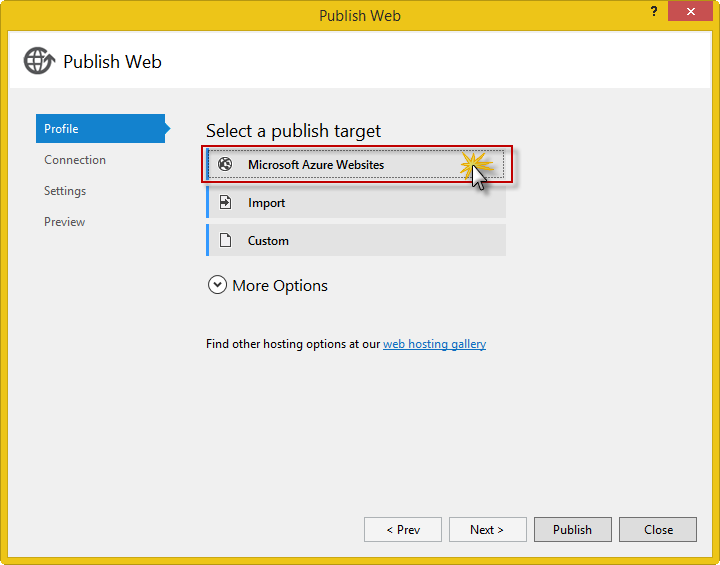 Publish Web
?
Publish Web
Profile
Connection
Settings
Preview
Select a publish target
Microsoft Azure Websites
Import
Custom
More Options
Find other hosting options at our web hosting gallery
< Prev
Next >
Publish
Close